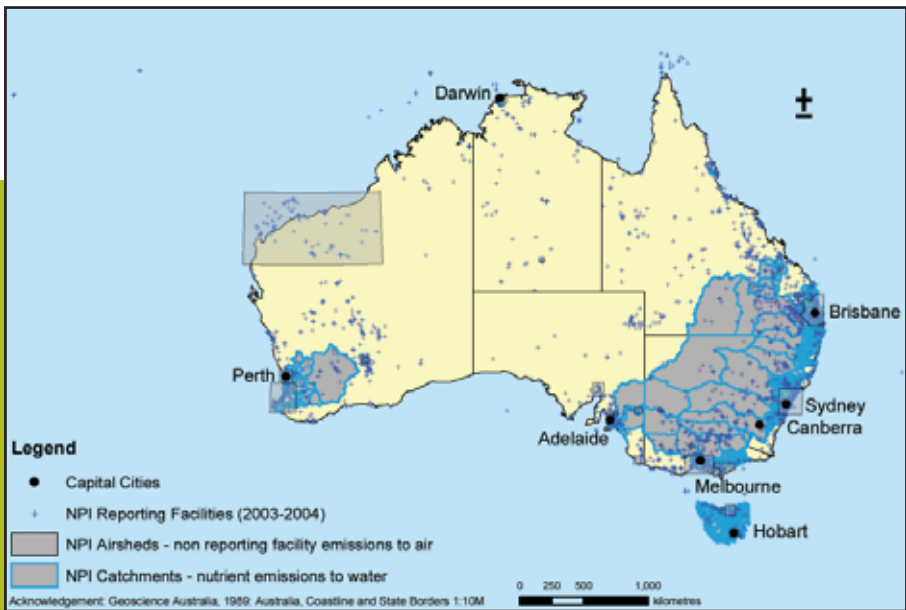 Darwin
Brisbane
Perth
Sydney
Canberra
Adelaide
Melbourne
Hobart
Legend
Capital Cities
NPI Reporting Facilities (2003-2004)
NPI Airsheds - non reporting facility emissions to air
NPI Catchments - nutrient emissions to water
0 250 500 1,000
kilometres
Acknowledgement: Geoscience Australia, 1989: Australia, Coastline and State Borders 1:10M